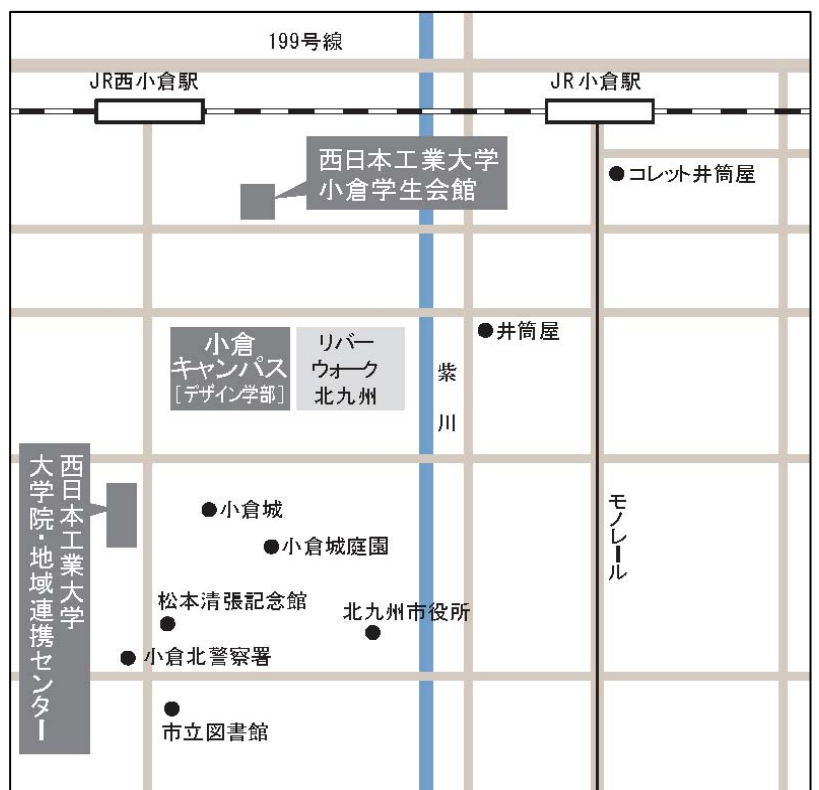 199号線
JR西小倉駅
JR小倉駅
西日本工業大学
小倉学生会館
コレット井筒屋
井筒屋
小倉
キャンパス
[デザイン学部]
リバー
ウォーク
北九州
紫川
西日本工業大学
大学院・地域連携センター
小倉城
小倉城庭園
モノレール
松本清張記念館
北九州市役所
小倉北警察署
市立図書館